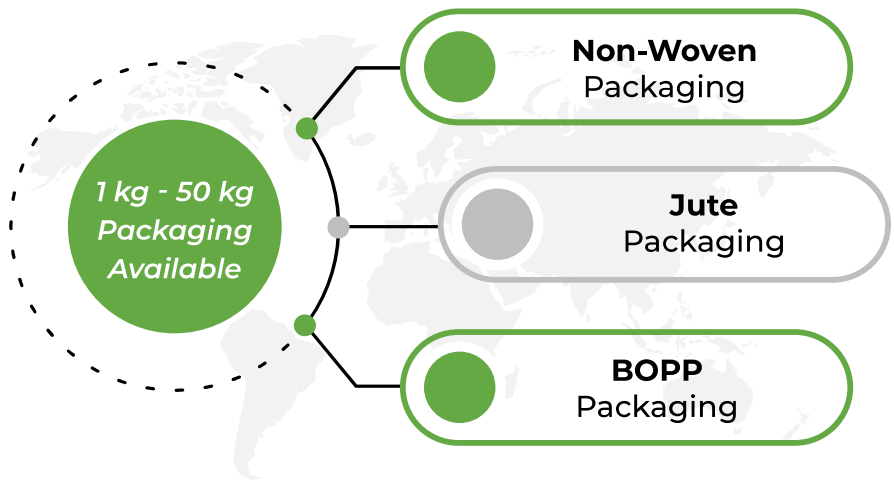 1 kg - 50 kg
Packaging
Available
Non-Woven
Packaging
Jute
Packaging
BOPP
Packaging